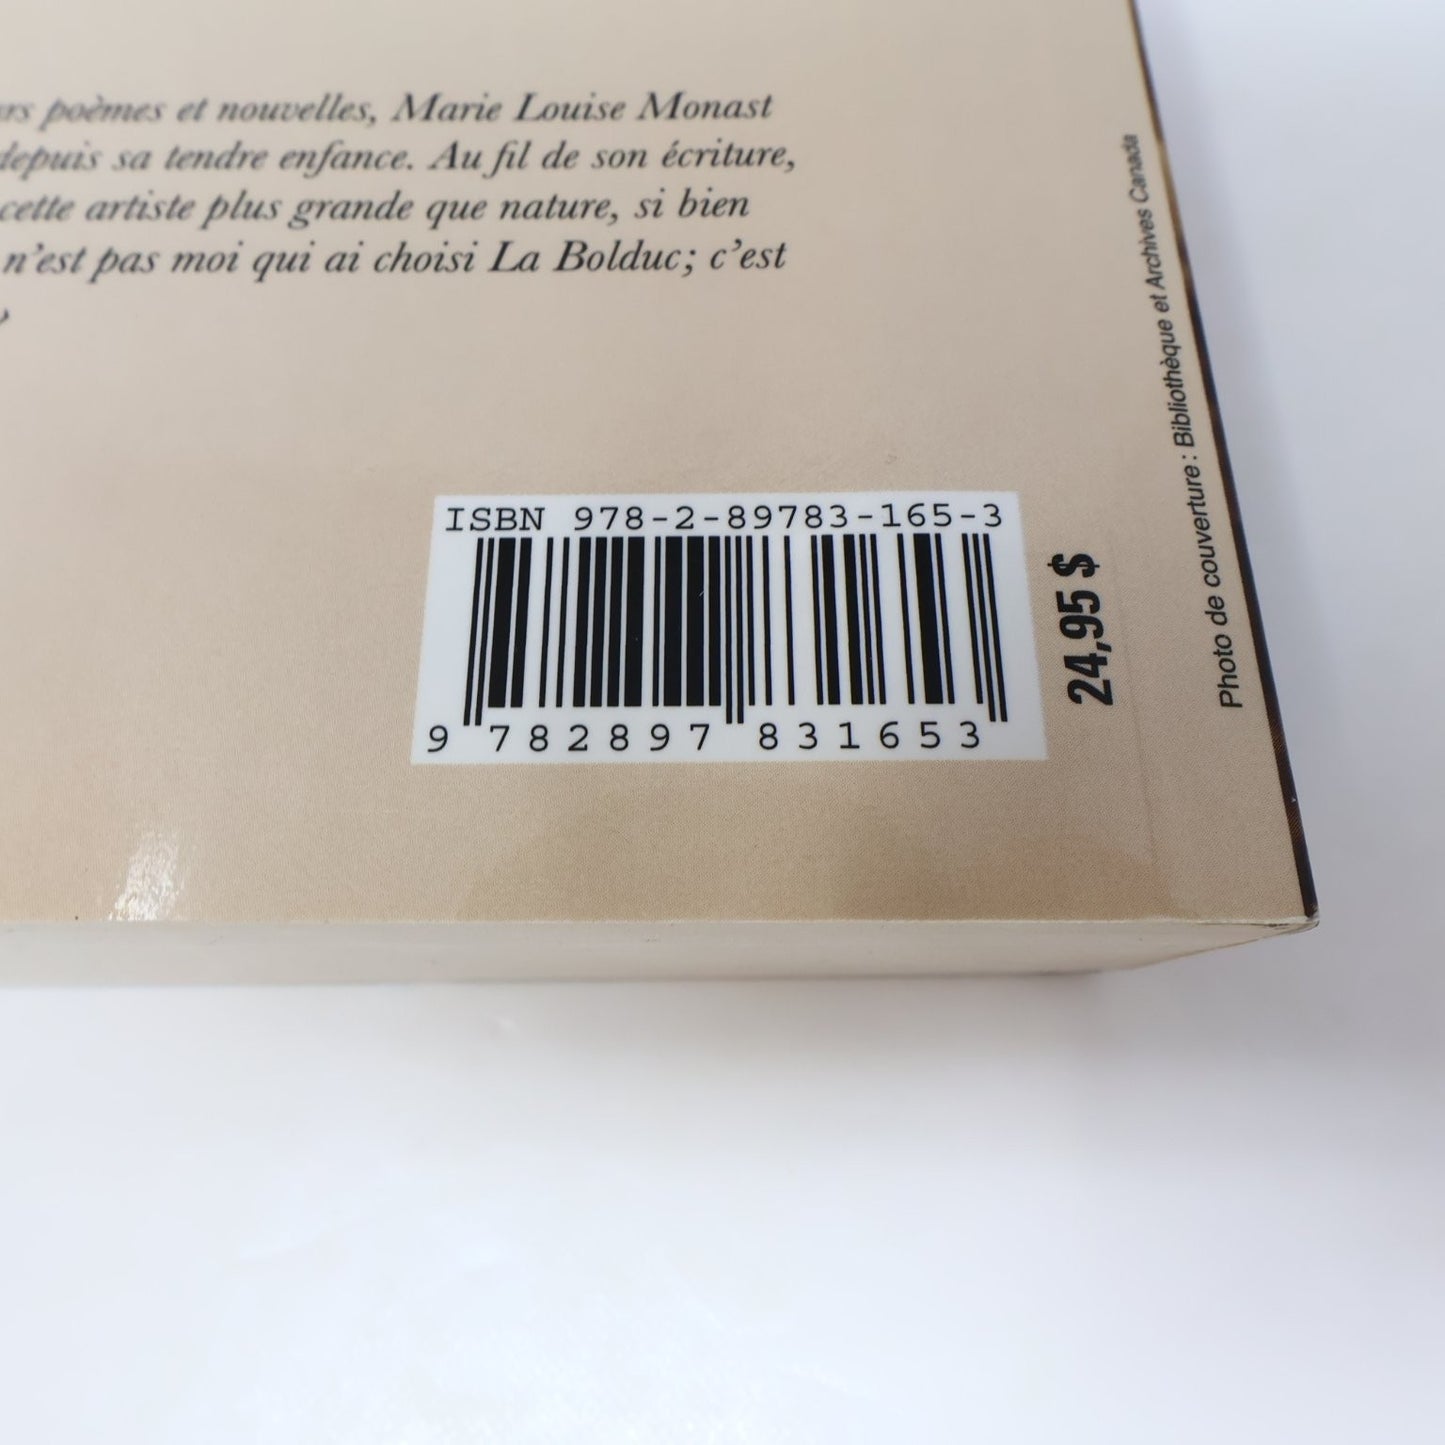 poèmes et nouvelles, Marie Louise Monast
depuis sa tendre enfance. Au fil de son écriture,
cette artiste plus grande que nature, si bien
n'est pas moi qui ai choisi La Bolduc; c'est
ISBN 978-2-89783-165-3
9 782897 831653
24,95 $
Photo de couverture : Bibliothèque et Archives Canada